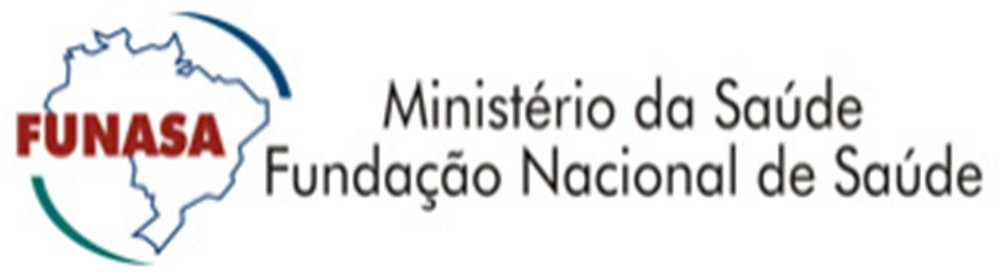 FUNASA
Ministério da Saúde
Fundação Nacional de Saúde